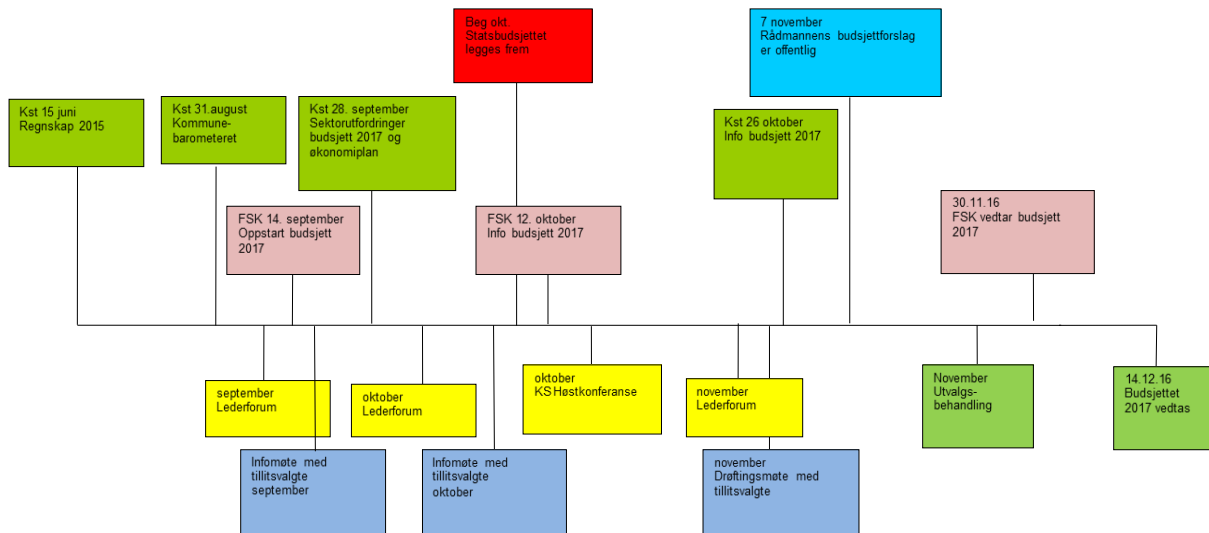 Beg okt.
Statsbudsjettet
legges frem
7 november
Rådmannens budsjettforslag
er offentlig
Kst 15 juni
Regnskap 2015
Kst 31.august
Kommune-
barometeret
Kst 28. september
Sektorutfordringer
budsjett 2017 og
økonomiplan
Kst 26 oktober
Info budsjett 2017
FSK 14. september
Oppstart budsjett
2017
FSK 12. oktober
Info budsjett 2017
30.11.16
FSK vedtar budsjett
2017
september
Lederforum
oktober
Lederforum
oktober
KS Høstkonferanse
november
Lederforum
November
Utvalgs-
behandling
14.12.16
Budsjettet
2017 vedtas
Infomøte med
tillitsvalgte
september
Infomøte med
tillitsvalgte
oktober
november
Drøftingsmøte med
tillitsvalgte